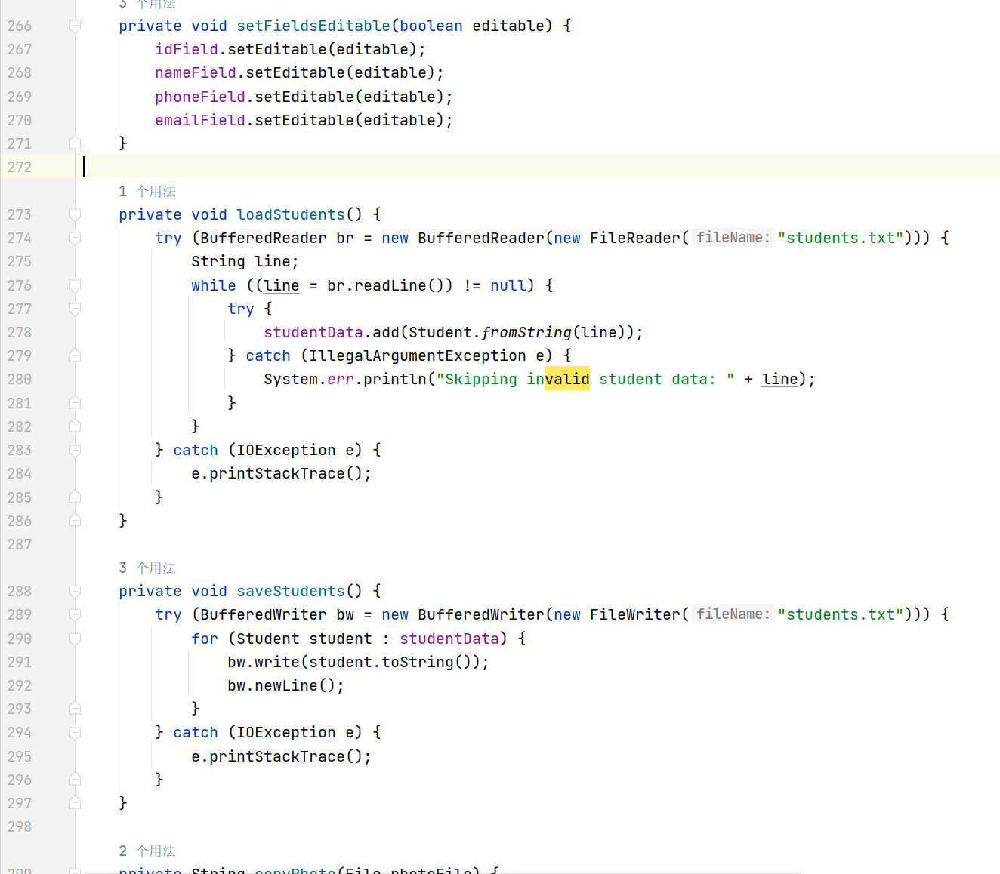 3 个用法
266 private void setFieldsEditable(boolean editable) {
267 idField.setEditable(editable);
268 nameField.setEditable(editable);
269 phoneField.setEditable(editable);
270 emailField.setEditable(editable);
271 }
272
1 个用法
273 private void loadStudents() {
274 try (BufferedReader br = new BufferedReader(new FileReader( fileName: "students.txt"))) {
275 String line;
276 while ((line = br.readLine()) != null) {
277 try {
278 studentData.add(Student.fromString(line));
279 } catch (IllegalArgumentException e) {
280 System.err.println("Skipping invalid student data: " + line);
281 }
282 }
283 } catch (IOException e) {
284 e.printStackTrace();
285 }
286 }
287
3 个用法
288 private void saveStudents() {
289 try (BufferedWriter bw = new BufferedWriter(new FileWriter( fileName: "students.txt"))) {
290 for (Student student : studentData) {
291 bw.write(student.toString());
292 bw.newLine();
293 }
294 } catch (IOException e) {
295 e.printStackTrace();
296 }
297 }
298
2 个用法
299 private String copyPhoto(File photoFile) {